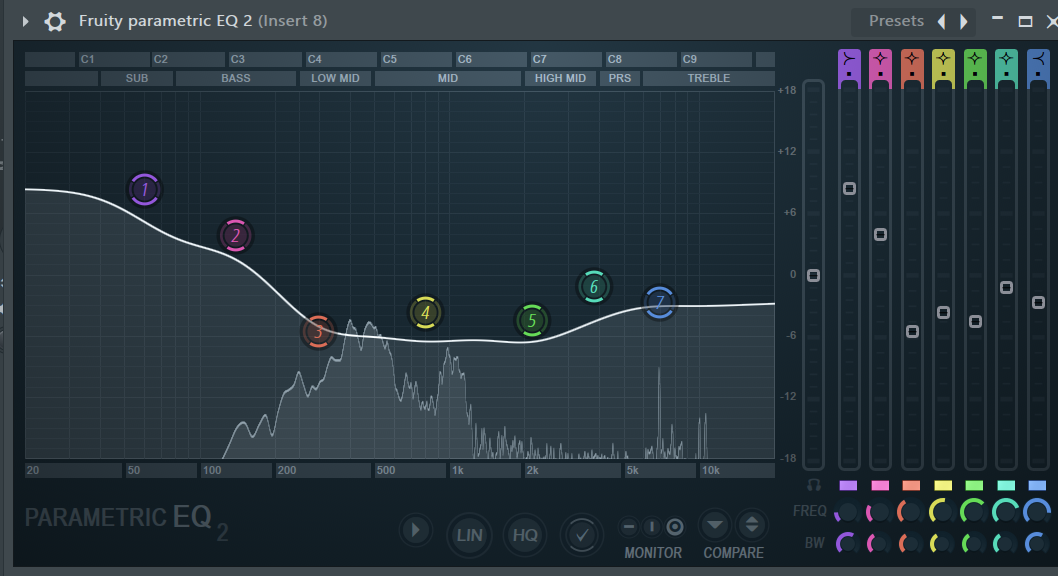 Fruity parametric EQ 2 (Insert 8)
Presets
C1 C2 C3 C4 C5 C6 C7 C8 C9
SUB BASS LOW MID MID HIGH MID PRS TREBLE
+18
+12
+6
0
-6
-12
-18
1
2
3
4
5
6
7
20 50 100 200 500 1k 2k 5k 10k
PARAMETRIC EQ 2
LIN
HQ
MONITOR
COMPARE
FREQ
BW